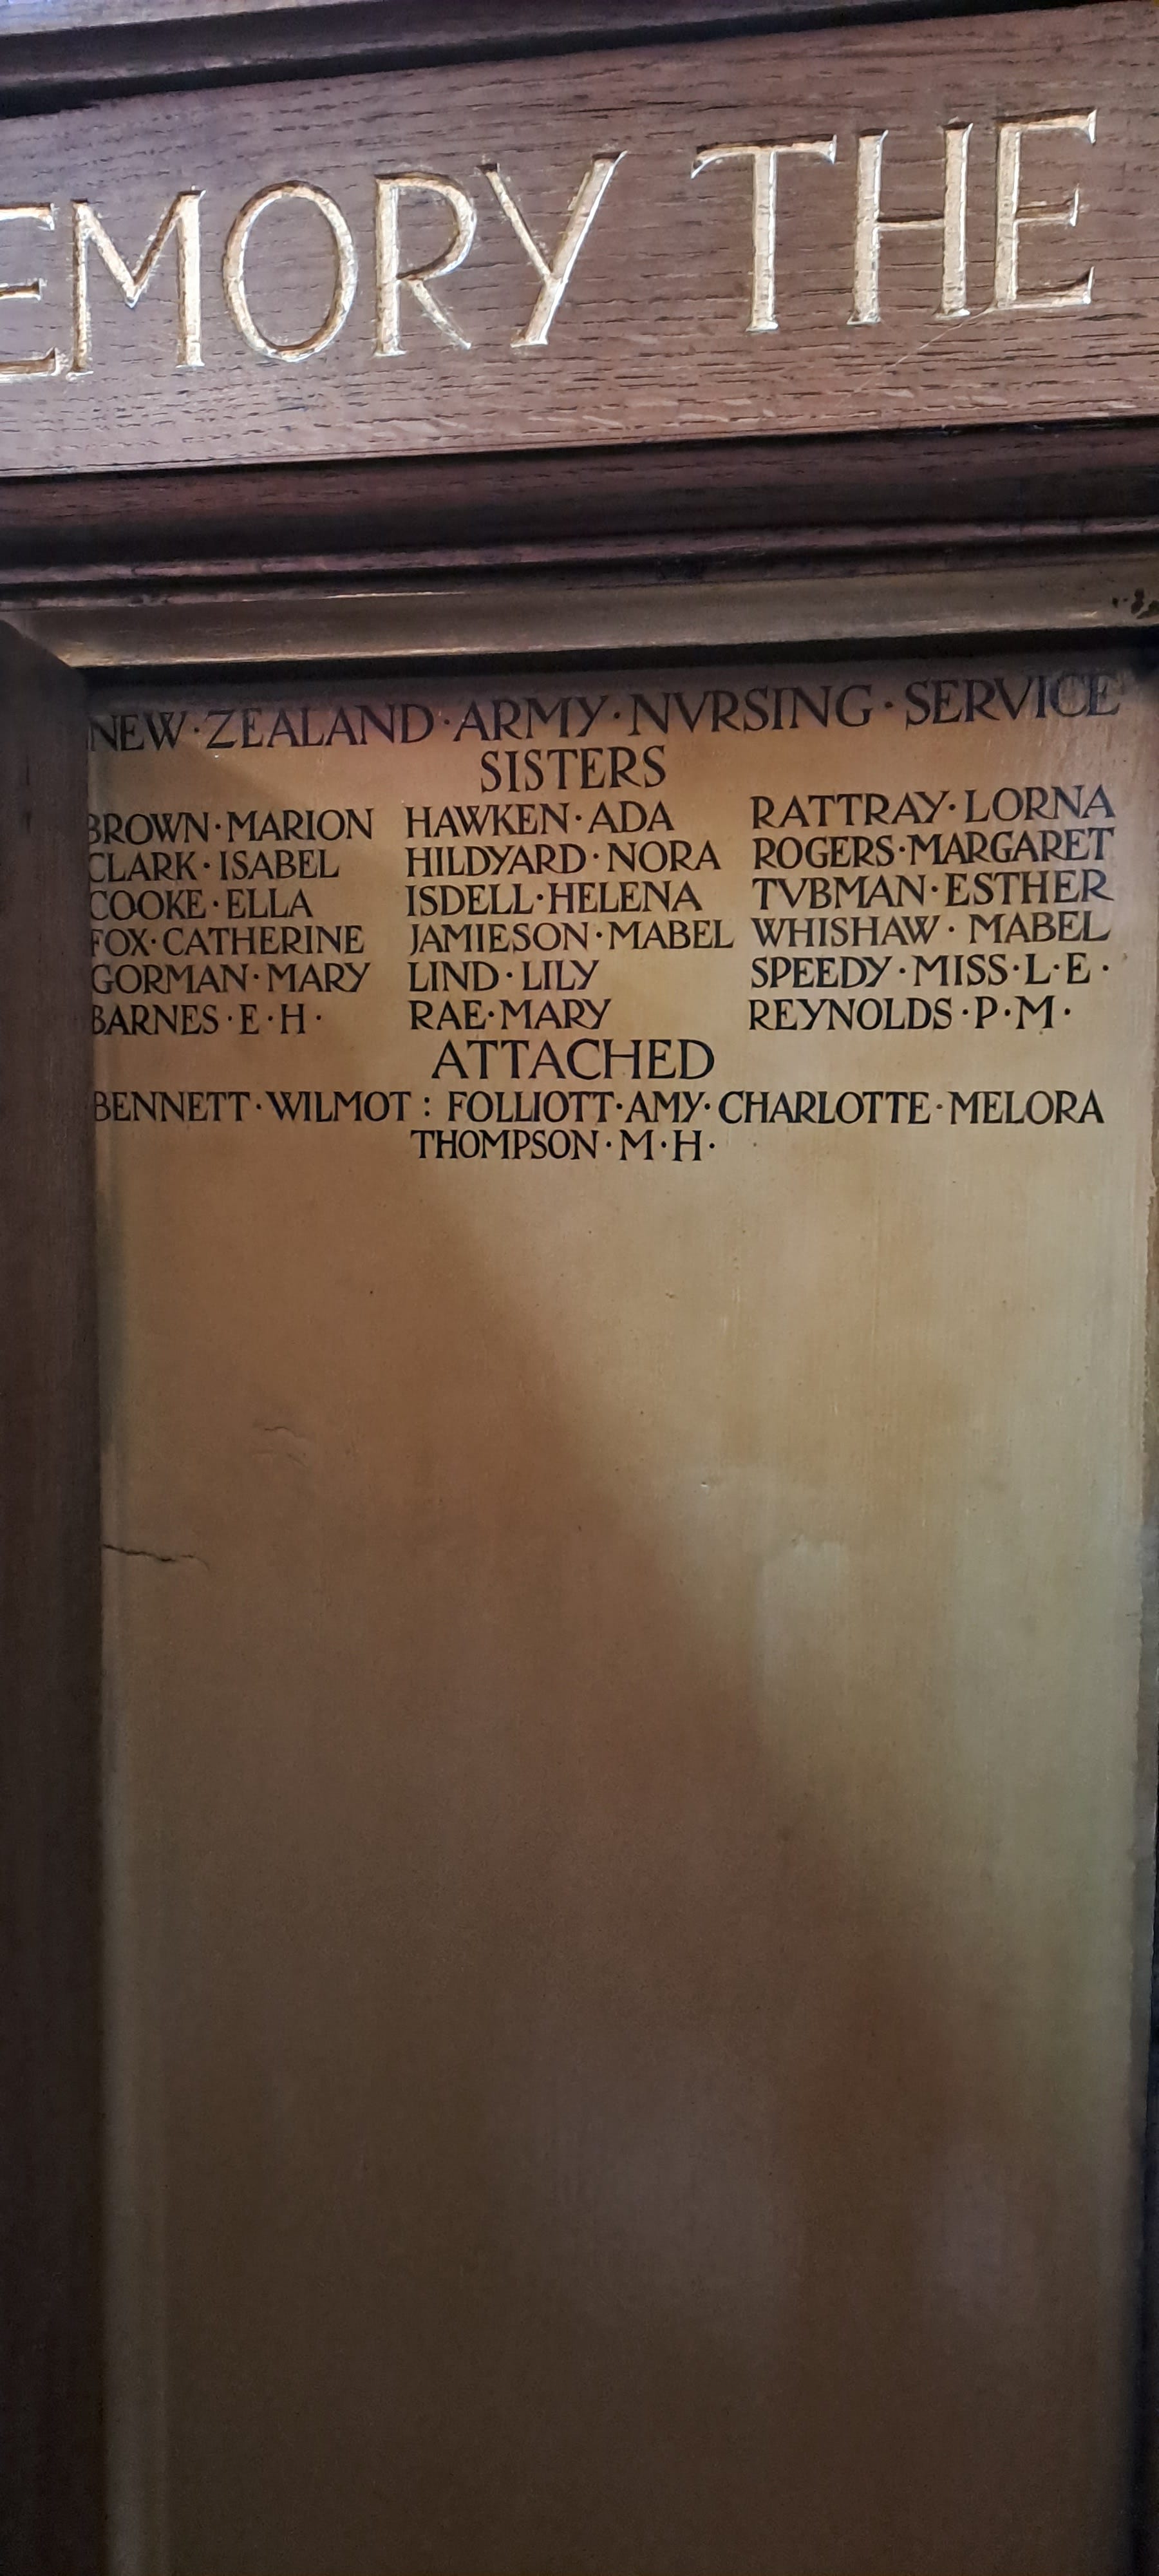 EMORY THE
NEW·ZEALAND·ARMY·NVRSING·SERVICE
SISTERS
BROWN·MARION HAWKEN·ADA RATTRAY·LORNA
CLARK·ISABEL HILDYARD·NORA ROGERS·MARGARET
COOKE·ELLA ISDELL·HELENA TVBMAN·ESTHER
FOX·CATHERINE JAMIESON·MABEL WHISHAW·MABEL
GORMAN·MARY LIND·LILY SPEEDY·MISS·L·E·
BARNES·E·H· RAE·MARY REYNOLDS·P·M·
ATTACHED
BENNETT·WILMOT : FOLLIOTT·AMY·CHARLOTTE·MELORA
THOMPSON·M·H·